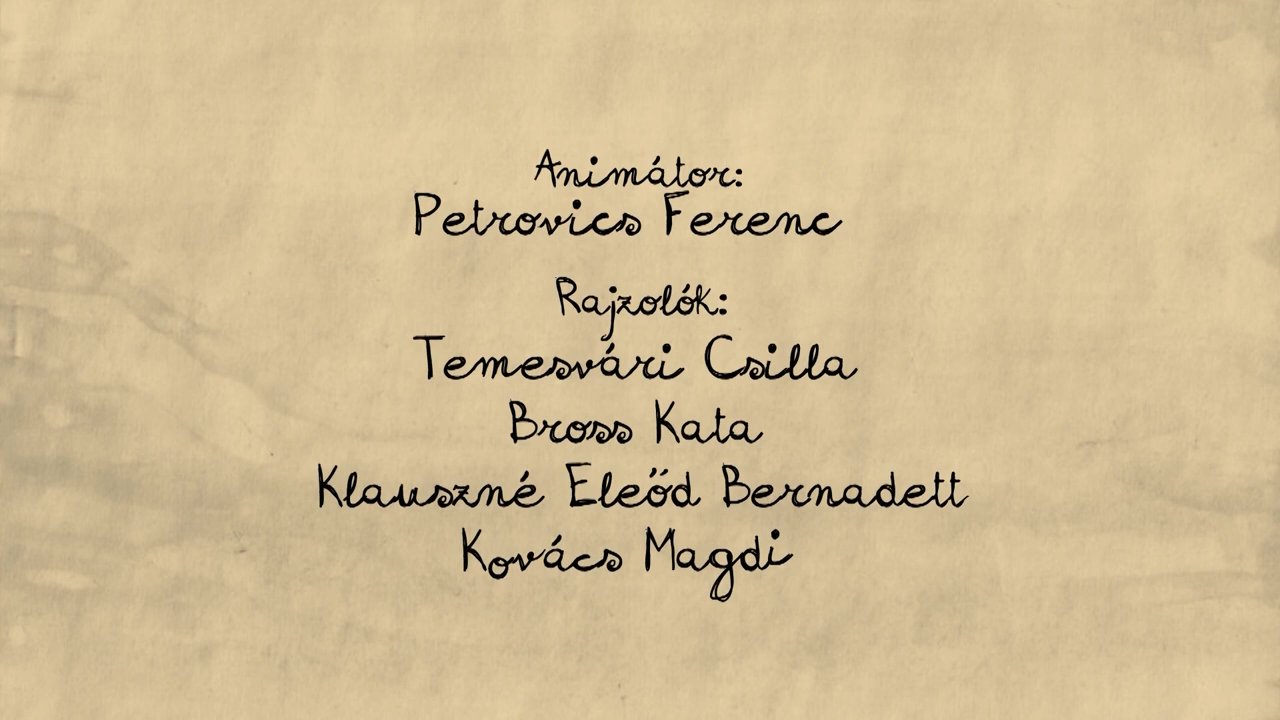 Animátor:
Petrovics Ferenc
Rajzolók:
Temesvári Csilla
Bross Kata
Klauszné Eleőd Bernadett
Kovács Magdi